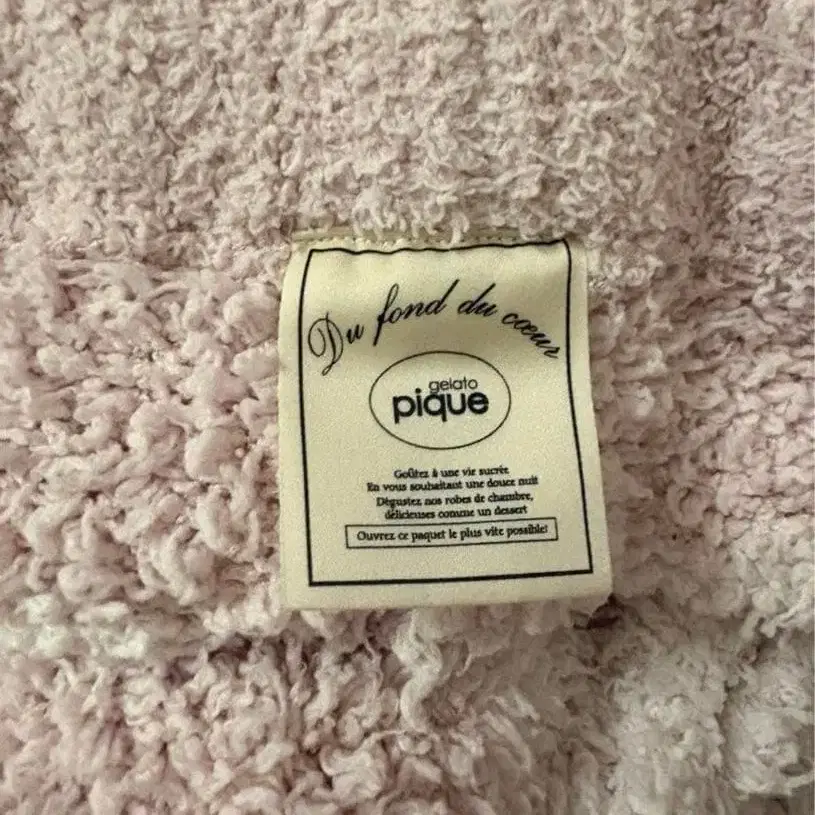 Du fond du cœur
gelato
pique
Goûtez à une vie sucrée
En vous souhaitant une douce nuit
Dégustez nos robes de chambre,
délicieuses comme un dessert
Ouvrez ce paquet le plus vite possible!